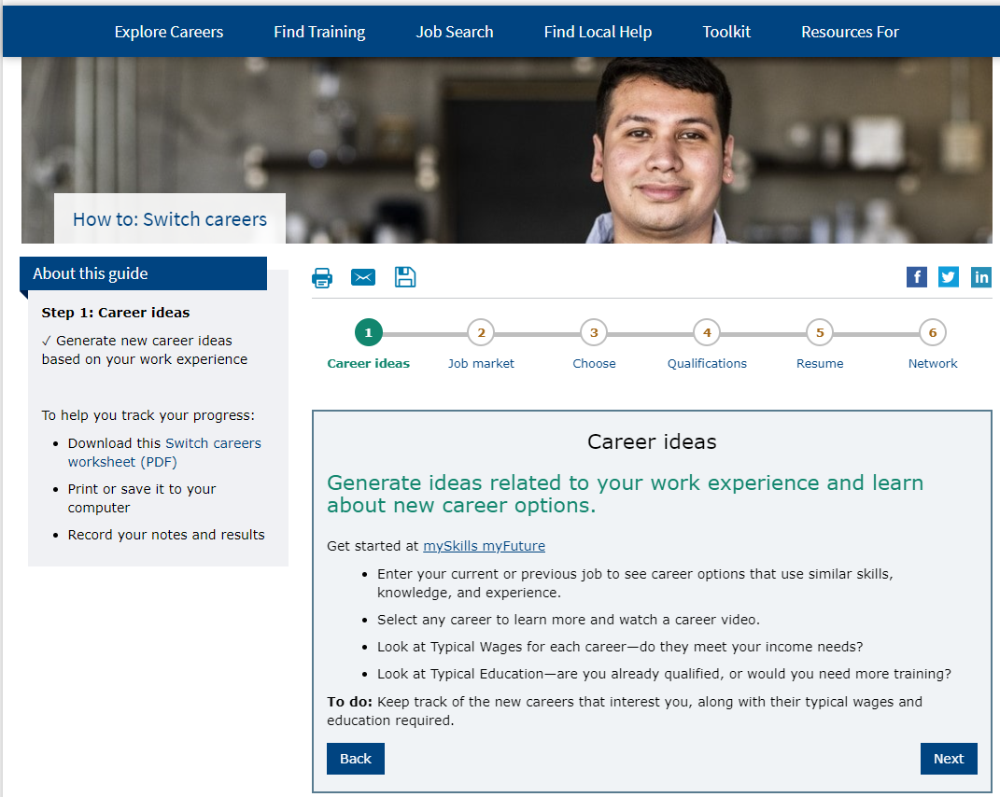 Explore Careers Find Training Job Search Find Local Help Toolkit Resources For
How to: Switch careers
About this guide
Step 1: Career ideas
✓ Generate new career ideas
based on your work experience
To help you track your progress:
• Download this Switch careers
worksheet (PDF)
• Print or save it to your
computer
• Record your notes and results
f in
1 2 3 4 5 6
Career ideas Job market Choose Qualifications Resume Network
Career ideas
Generate ideas related to your work experience and learn
about new career options.
Get started at mySkills myFuture
• Enter your current or previous job to see career options that use similar skills,
knowledge, and experience.
• Select any career to learn more and watch a career video.
• Look at Typical Wages for each career—do they meet your income needs?
• Look at Typical Education—are you already qualified, or would you need more training?
To do: Keep track of the new careers that interest you, along with their typical wages and
education required.
Back Next